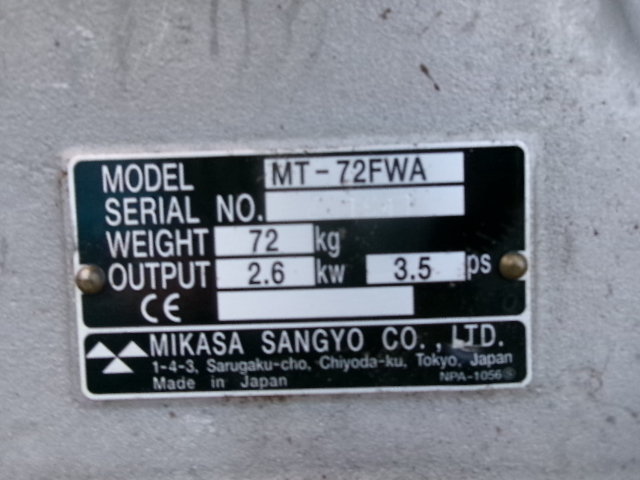 MODEL MT-72FWA
SERIAL NO.
WEIGHT 72 kg
OUTPUT 2.6 kw 3.5 ps
CE
MIKASA SANGYO CO., LTD.
1-4-3, Sarugaku-cho, Chiyoda-ku, Tokyo, Japan
Made in Japan NPA-1056Ⓢ